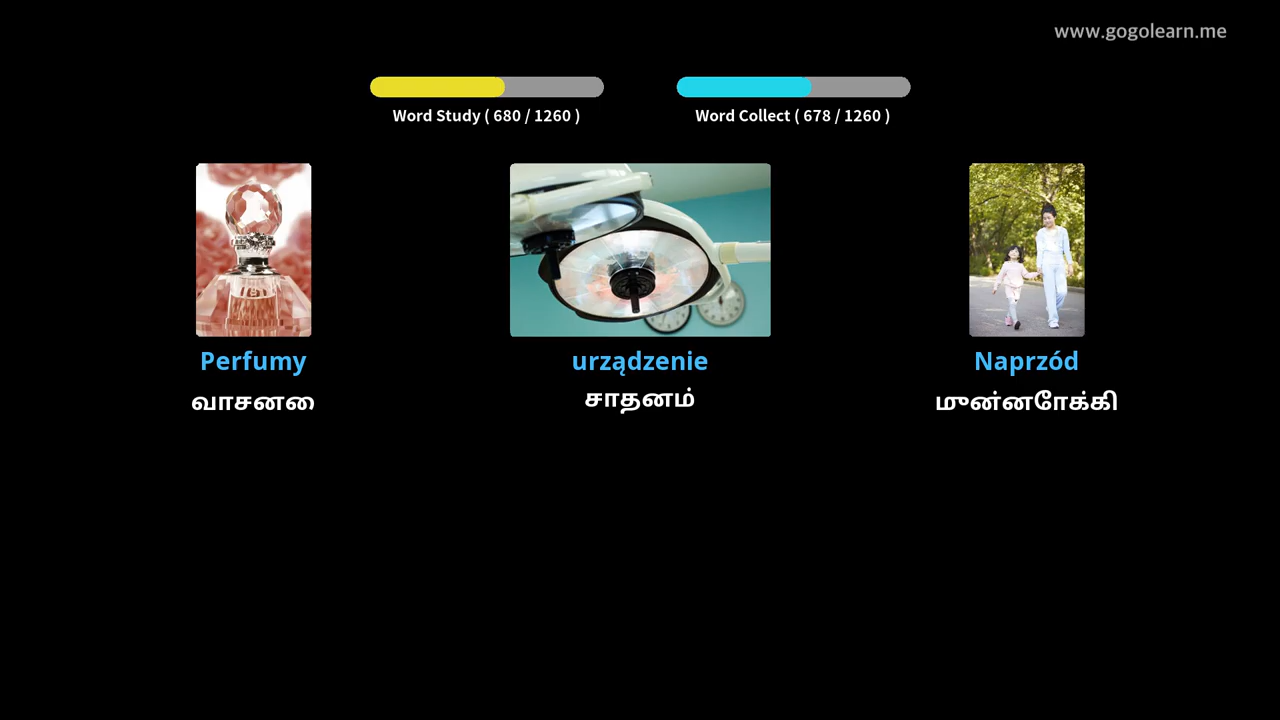 www.gogolearn.me
Word Study ( 680 / 1260 )
Word Collect ( 678 / 1260 )
Perfumy
urządzenie
Naprzód
வாசனை
சாதனம்
முன்னோக்கி